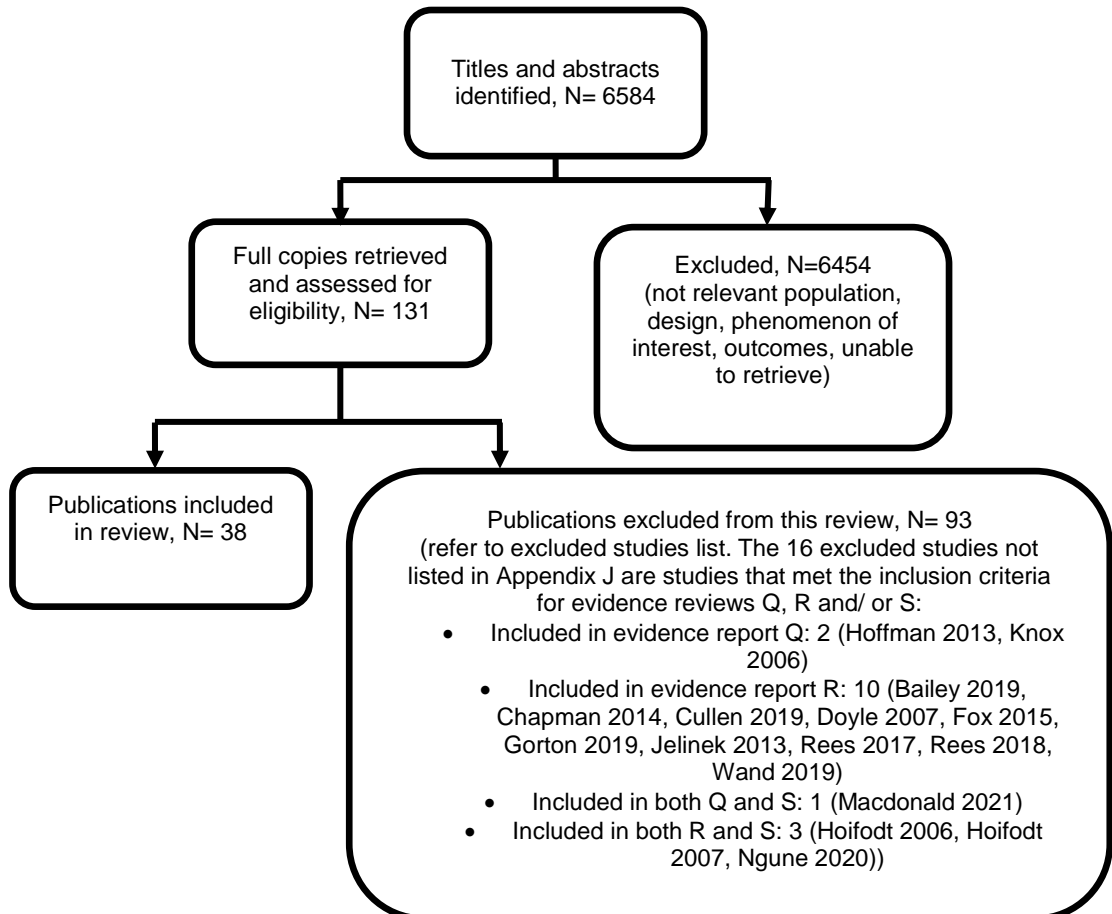 Titles and abstracts
identified, N= 6584
Full copies retrieved
and assessed for
eligibility, N= 131
Excluded, N=6454
(not relevant population,
design, phenomenon of
interest, outcomes, unable
to retrieve)
Publications included
in review, N= 38
Publications excluded from this review, N= 93
(refer to excluded studies list. The 16 excluded studies not
listed in Appendix J are studies that met the inclusion criteria
for evidence reviews Q, R and/ or S:
• Included in evidence report Q: 2 (Hoffman 2013, Knox
2006)
• Included in evidence report R: 10 (Bailey 2019,
Chapman 2014, Cullen 2019, Doyle 2007, Fox 2015,
Gorton 2019, Jelinek 2013, Rees 2017, Rees 2018,
Wand 2019)
• Included in both Q and S: 1 (Macdonald 2021)
• Included in both R and S: 3 (Hoifodt 2006, Hoifodt
2007, Ngune 2020))